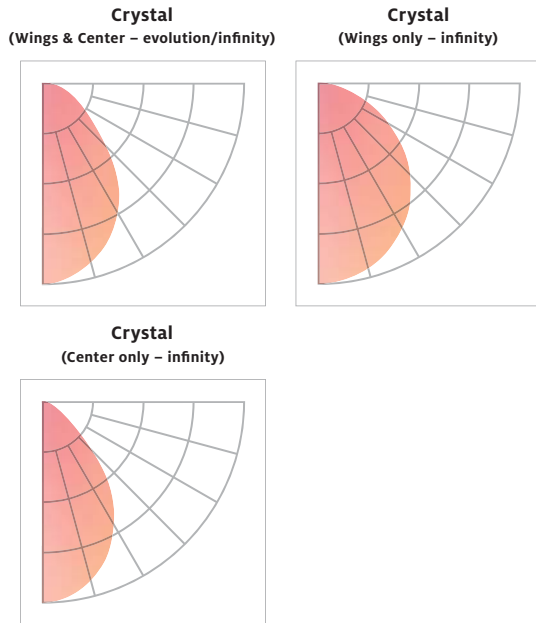 Crystal
(Wings & Center – evolution/infinity)
Crystal
(Wings only – infinity)
Crystal
(Center only – infinity)